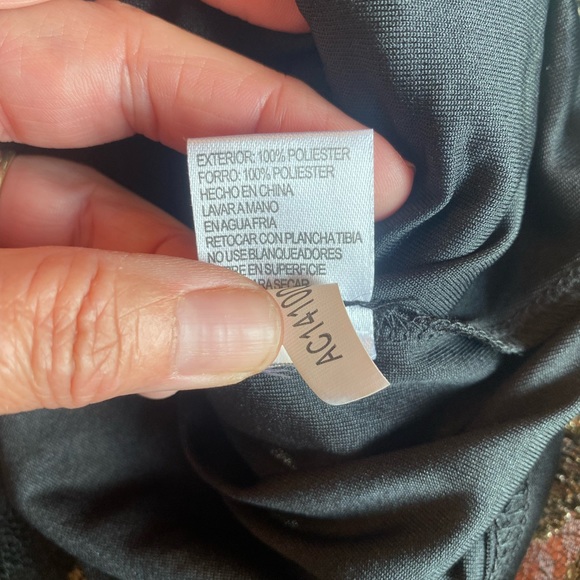 EXTERIOR: 100% POLIESTER
FORRO: 100% POLIESTER
HECHO EN CHINA
LAVAR A MANO
EN AGUA FRIA
RETOCAR CON PLANCHA TIBIA
NO USE BLANQUEADORES
EN SUPERFICIE
SECAR
AC1410